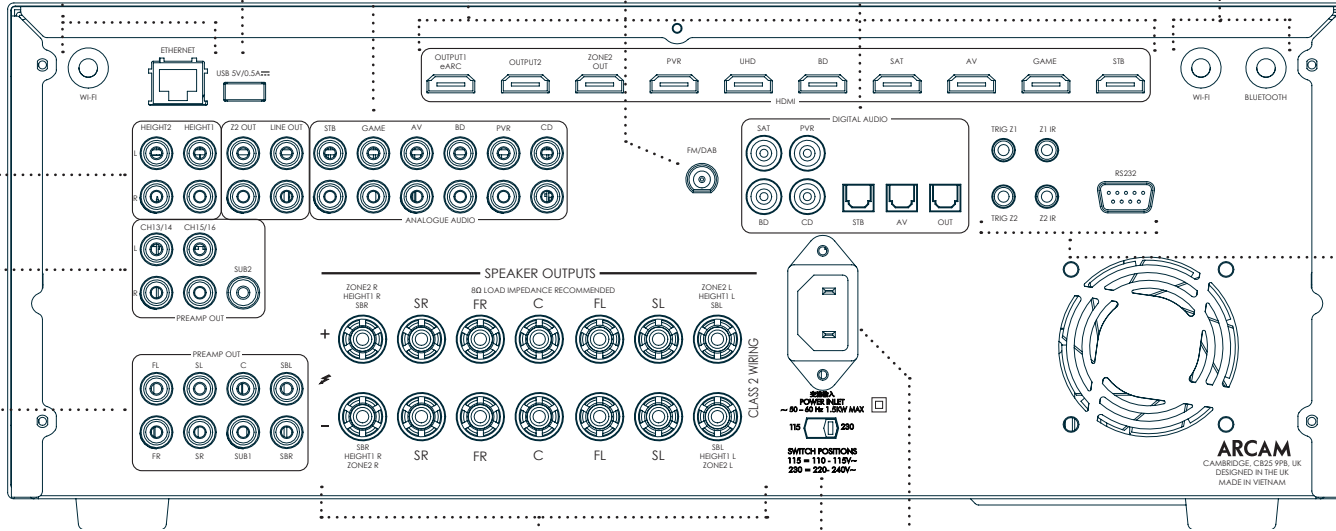 ETHERNET
USB 5V/0.5A
WI-FI
OUTPUT1
eARC
OUTPUT2
ZONE2
OUT
PVR
UHD
BD
SAT
AV
GAME
STB
HDMI
WI-FI
BLUETOOTH
HEIGHT2
HEIGHT1
Z2 OUT
LINE OUT
STB
GAME
AV
BD
PVR
CD
L
R
ANALOGUE AUDIO
FM/DAB
DIGITAL AUDIO
SAT
PVR
BD
CD
STB
AV
OUT
TRIG Z1
Z1 IR
TRIG Z2
Z2 IR
RS232
CH13/14
CH15/16
L
R
SUB2
PREAMP OUT
SPEAKER OUTPUTS
8Ω LOAD IMPEDANCE RECOMMENDED
ZONE2 R
HEIGHT1 R
SBR
SR
FR
C
FL
SL
ZONE2 L
HEIGHT1 L
SBL
+
−
SBR
HEIGHT1 R
ZONE2 R
SR
FR
C
FL
SL
SBL
HEIGHT1 L
ZONE2 L
CLASS 2 WIRING
PREAMP OUT
FL
SL
C
SBL
FR
SR
SUB1
SBR
POWER INLET
~ 50 – 60 Hz 1.5KW MAX
115
230
SWITCH POSITIONS
115 = 110 - 115V~
230 = 220- 240V~
ARCAM
CAMBRIDGE, CB25 9PB, UK
DESIGNED IN THE UK
MADE IN VIETNAM